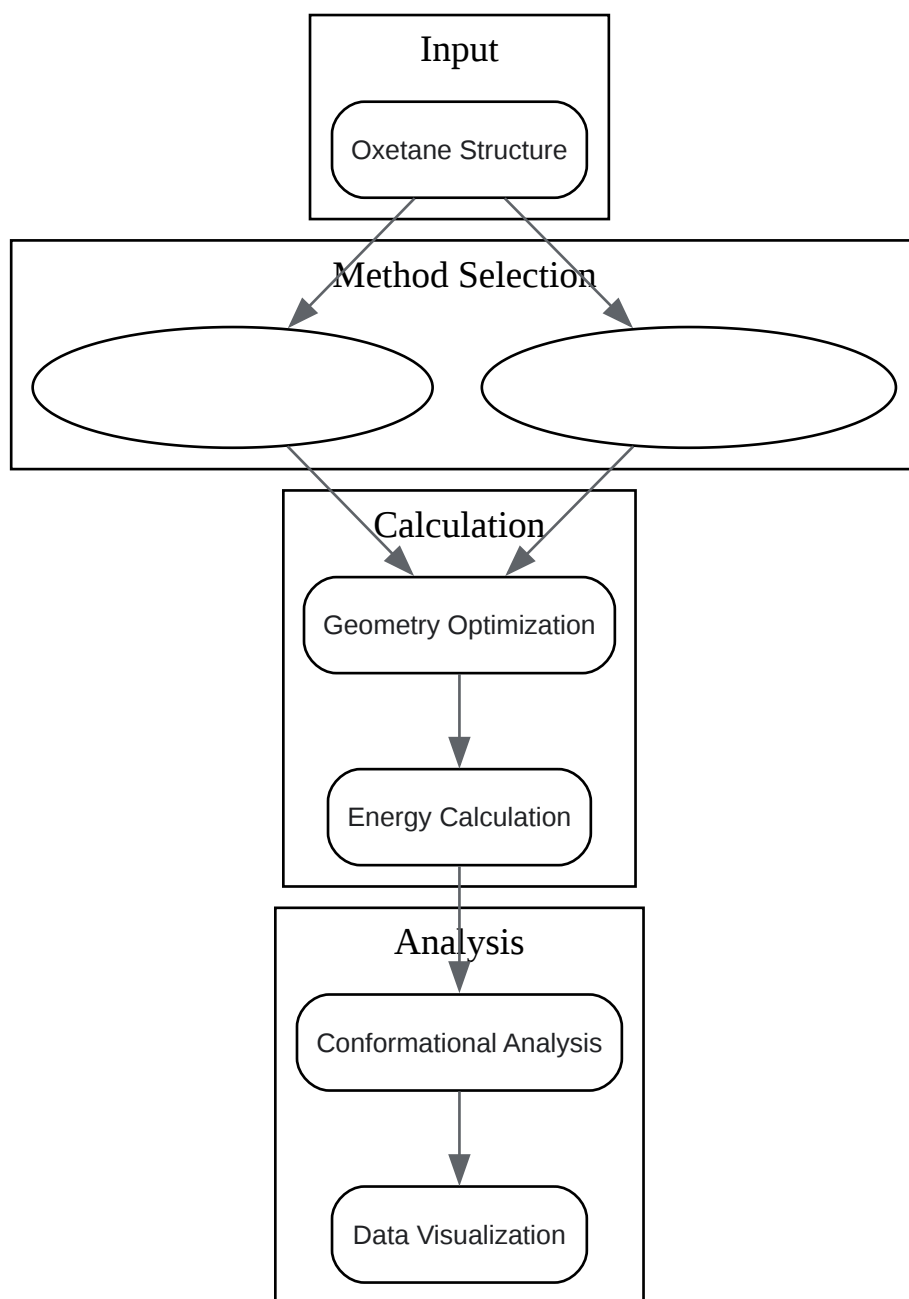 Input
Oxetane Structure
Method Selection
Calculation
Geometry Optimization
Energy Calculation
Analysis
Conformational Analysis
Data Visualization